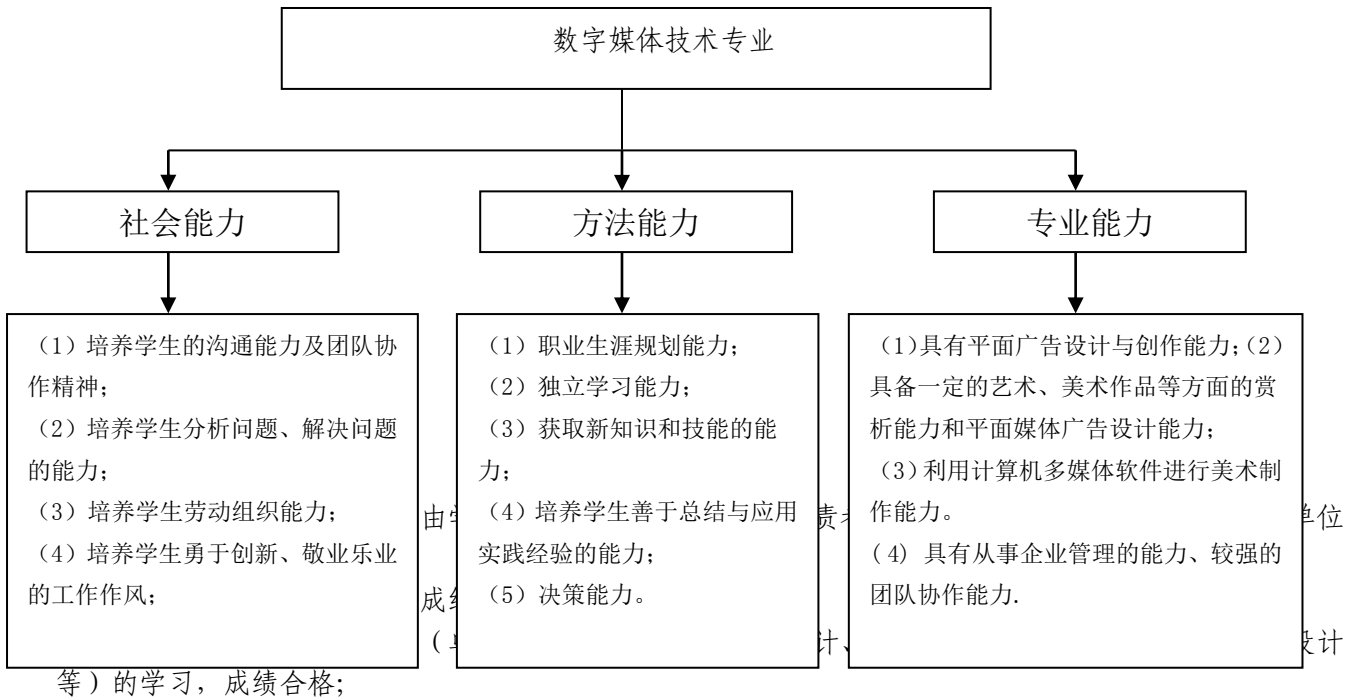 数字媒体技术专业
社会能力
方法能力
专业能力
（1）培养学生的沟通能力及团队协
作精神；
（2）培养学生分析问题、解决问题
的能力；
（3）培养学生劳动组织能力；
（4）培养学生勇于创新、敬业乐业
的工作作风；
（1）职业生涯规划能力；
（2）独立学习能力；
（3）获取新知识和技能的能
力；
（4）培养学生善于总结与应用
实践经验的能力；
（5）决策能力。
（1)具有平面广告设计与创作能力;（2）
具备一定的艺术、美术作品等方面的赏
析能力和平面媒体广告设计能力；
（3）利用计算机多媒体软件进行美术制
作能力。
(4) 具有从事企业管理的能力、较强的
团队协作能力.
由
单位
成
计、
设计
等）的学习，成绩合格；